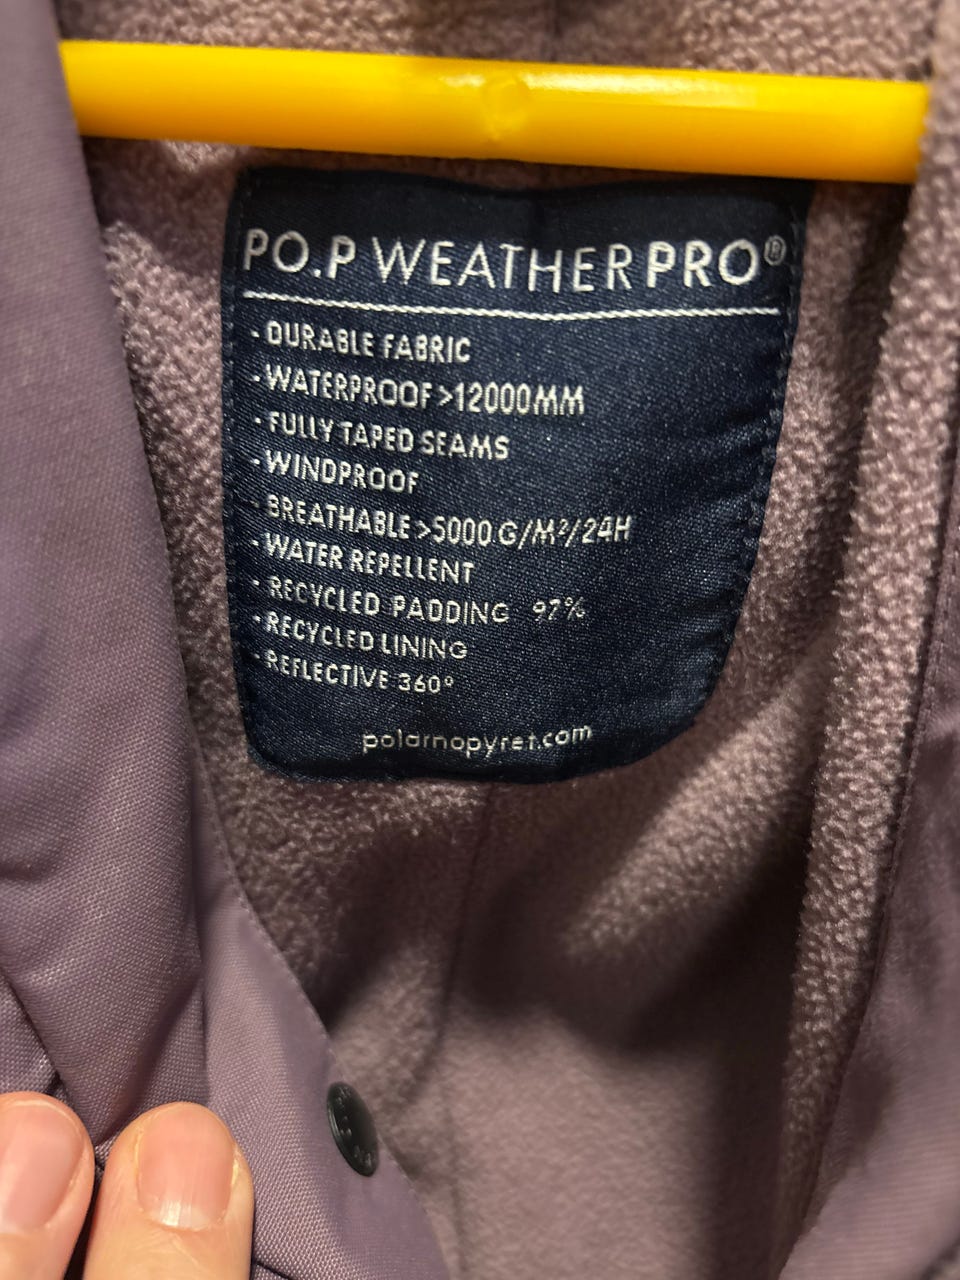 PO.P WEATHERPRO®
- DURABLE FABRIC
- WATERPROOF >12000MM
- FULLY TAPED SEAMS
- WINDPROOF
- BREATHABLE >5000 G/M²/24H
- WATER REPELLENT
- RECYCLED PADDING 97%
- RECYCLED LINING
- REFLECTIVE 360°
polarnopyret.com